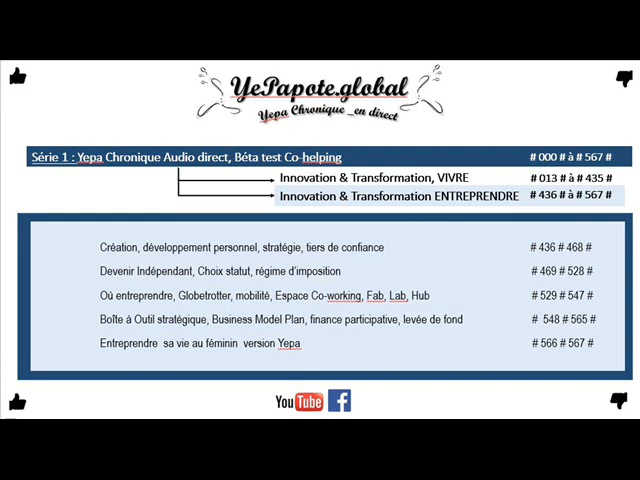 YePapote.global
Yepa Chronique _en direct
Série 1 : Yepa Chronique Audio direct, Béta test Co-helping # 000 # à # 567 #
Innovation & Transformation, VIVRE # 013 # à # 435 #
Innovation & Transformation ENTREPRENDRE # 436 # à # 567 #
Création, développement personnel, stratégie, tiers de confiance # 436 # 468 #
Devenir Indépendant, Choix statut, régime d'imposition # 469 # 528 #
Où entreprendre, Globetrotter, mobilité, Espace Co-working, Fab, Lab, Hub # 529 # 547 #
Boîte à Outil stratégique, Business Model Plan, finance participative, levée de fond # 548 # 565 #
Entreprendre sa vie au féminin version Yepa # 566 # 567 #
YouTube f